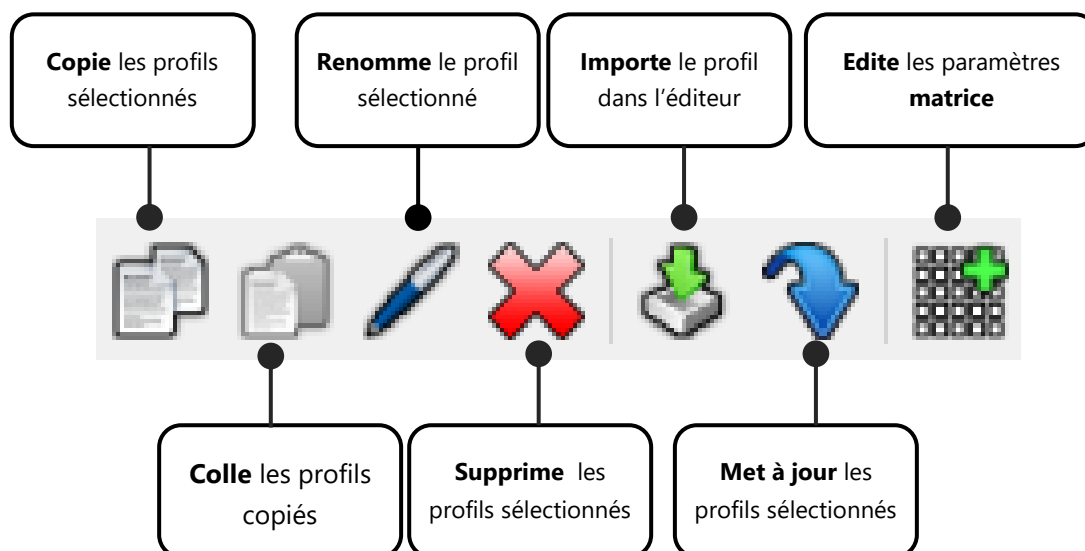 Copie les profils
sélectionnés
Renomme le profil
sélectionné
Importe le profil
dans l'éditeur
Edite les paramètres
matrice
Colle les profils
copiés
Supprime  les
profils sélectionnés
Met à jour les
profils sélectionnés